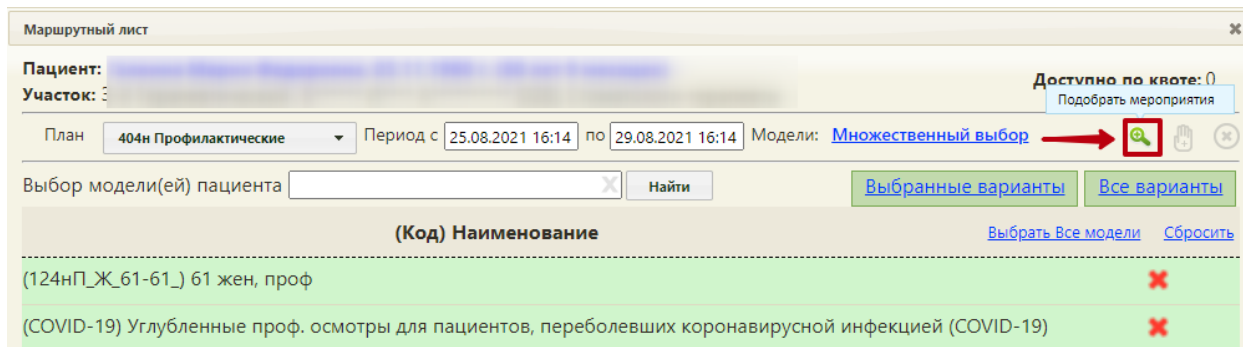 Маршрутный лист
Пациент:
Участок: 3
Доступно по квоте: 0
Подобрать мероприятия
План 404н Профилактические Период с 25.08.2021 16:14 по 29.08.2021 16:14 Модели: Множественный выбор
Выбор модели(ей) пациента Найти Выбранные варианты Все варианты
(Код) Наименование Выбрать Все модели Сбросить
(124нП_Ж_61-61_) 61 жен, проф
(COVID-19) Углубленные проф. осмотры для пациентов, переболевших коронавирусной инфекцией (COVID-19)